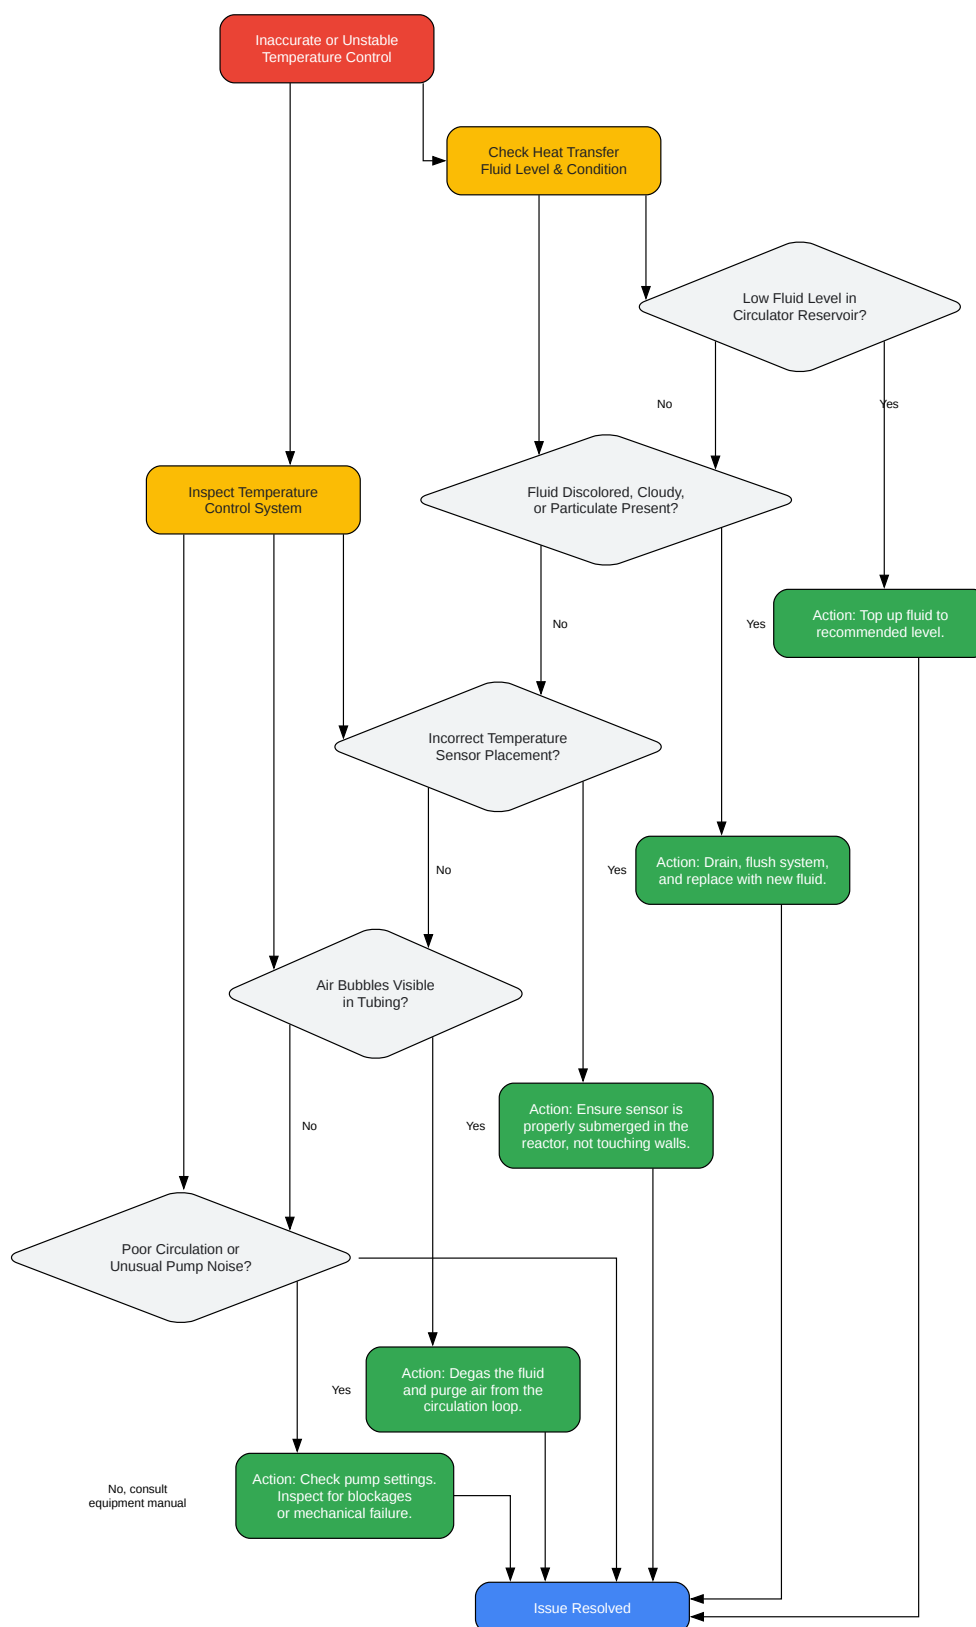 Inaccurate or Unstable
Temperature Control
Check Heat Transfer
Fluid Level & Condition
Low Fluid Level in
Circulator Reservoir?
No
Yes
Inspect Temperature
Control System
Fluid Discolored, Cloudy,
or Particulate Present?
No
Yes
Action: Top up fluid to
recommended level.
Incorrect Temperature
Sensor Placement?
No
Yes
Action: Drain, flush system,
and replace with new fluid.
Air Bubbles Visible
in Tubing?
No
Yes
Action: Ensure sensor is
properly submerged in the
reactor, not touching walls.
Poor Circulation or
Unusual Pump Noise?
Yes
Action: Degas the fluid
and purge air from the
circulation loop.
No, consult
equipment manual
Action: Check pump settings.
Inspect for blockages
or mechanical failure.
Issue Resolved